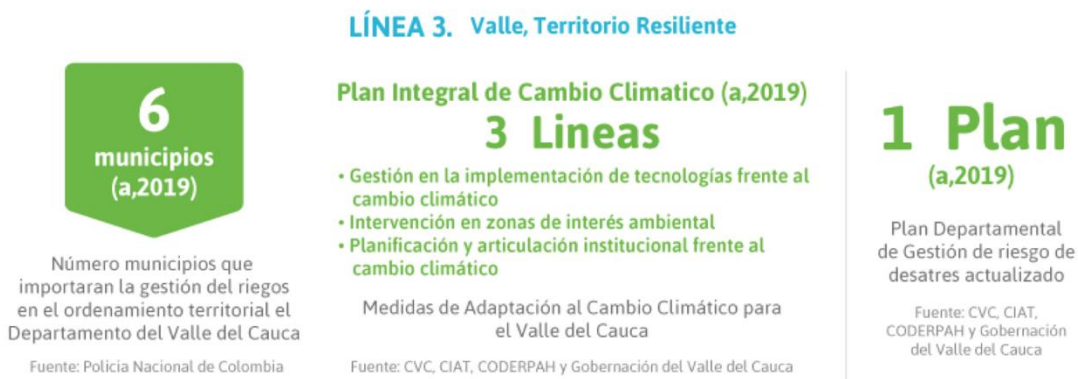 LÍNEA 3. Valle, Territorio Resiliente
6
municipios
(a,2019)
Número municipios que
importaran la gestión del riegos
en el ordenamiento territorial el
Departamento del Valle del Cauca
Fuente: Policia Nacional de Colombia
Plan Integral de Cambio Climatico (a,2019)
3 Lineas
• Gestión en la implementación de tecnologías frente al
cambio climático
• Intervención en zonas de interés ambiental
• Planificación y articulación institucional frente al
cambio climático
Medidas de Adaptación al Cambio Climático para
el Valle del Cauca
Fuente: CVC, CIAT, CODERPAH y Gobernación del Valle del Cauca
1 Plan
(a,2019)
Plan Departamental
de Gestión de riesgo de
desatres actualizado
Fuente: CVC, CIAT,
CODERPAH y Gobernación
del Valle del Cauca